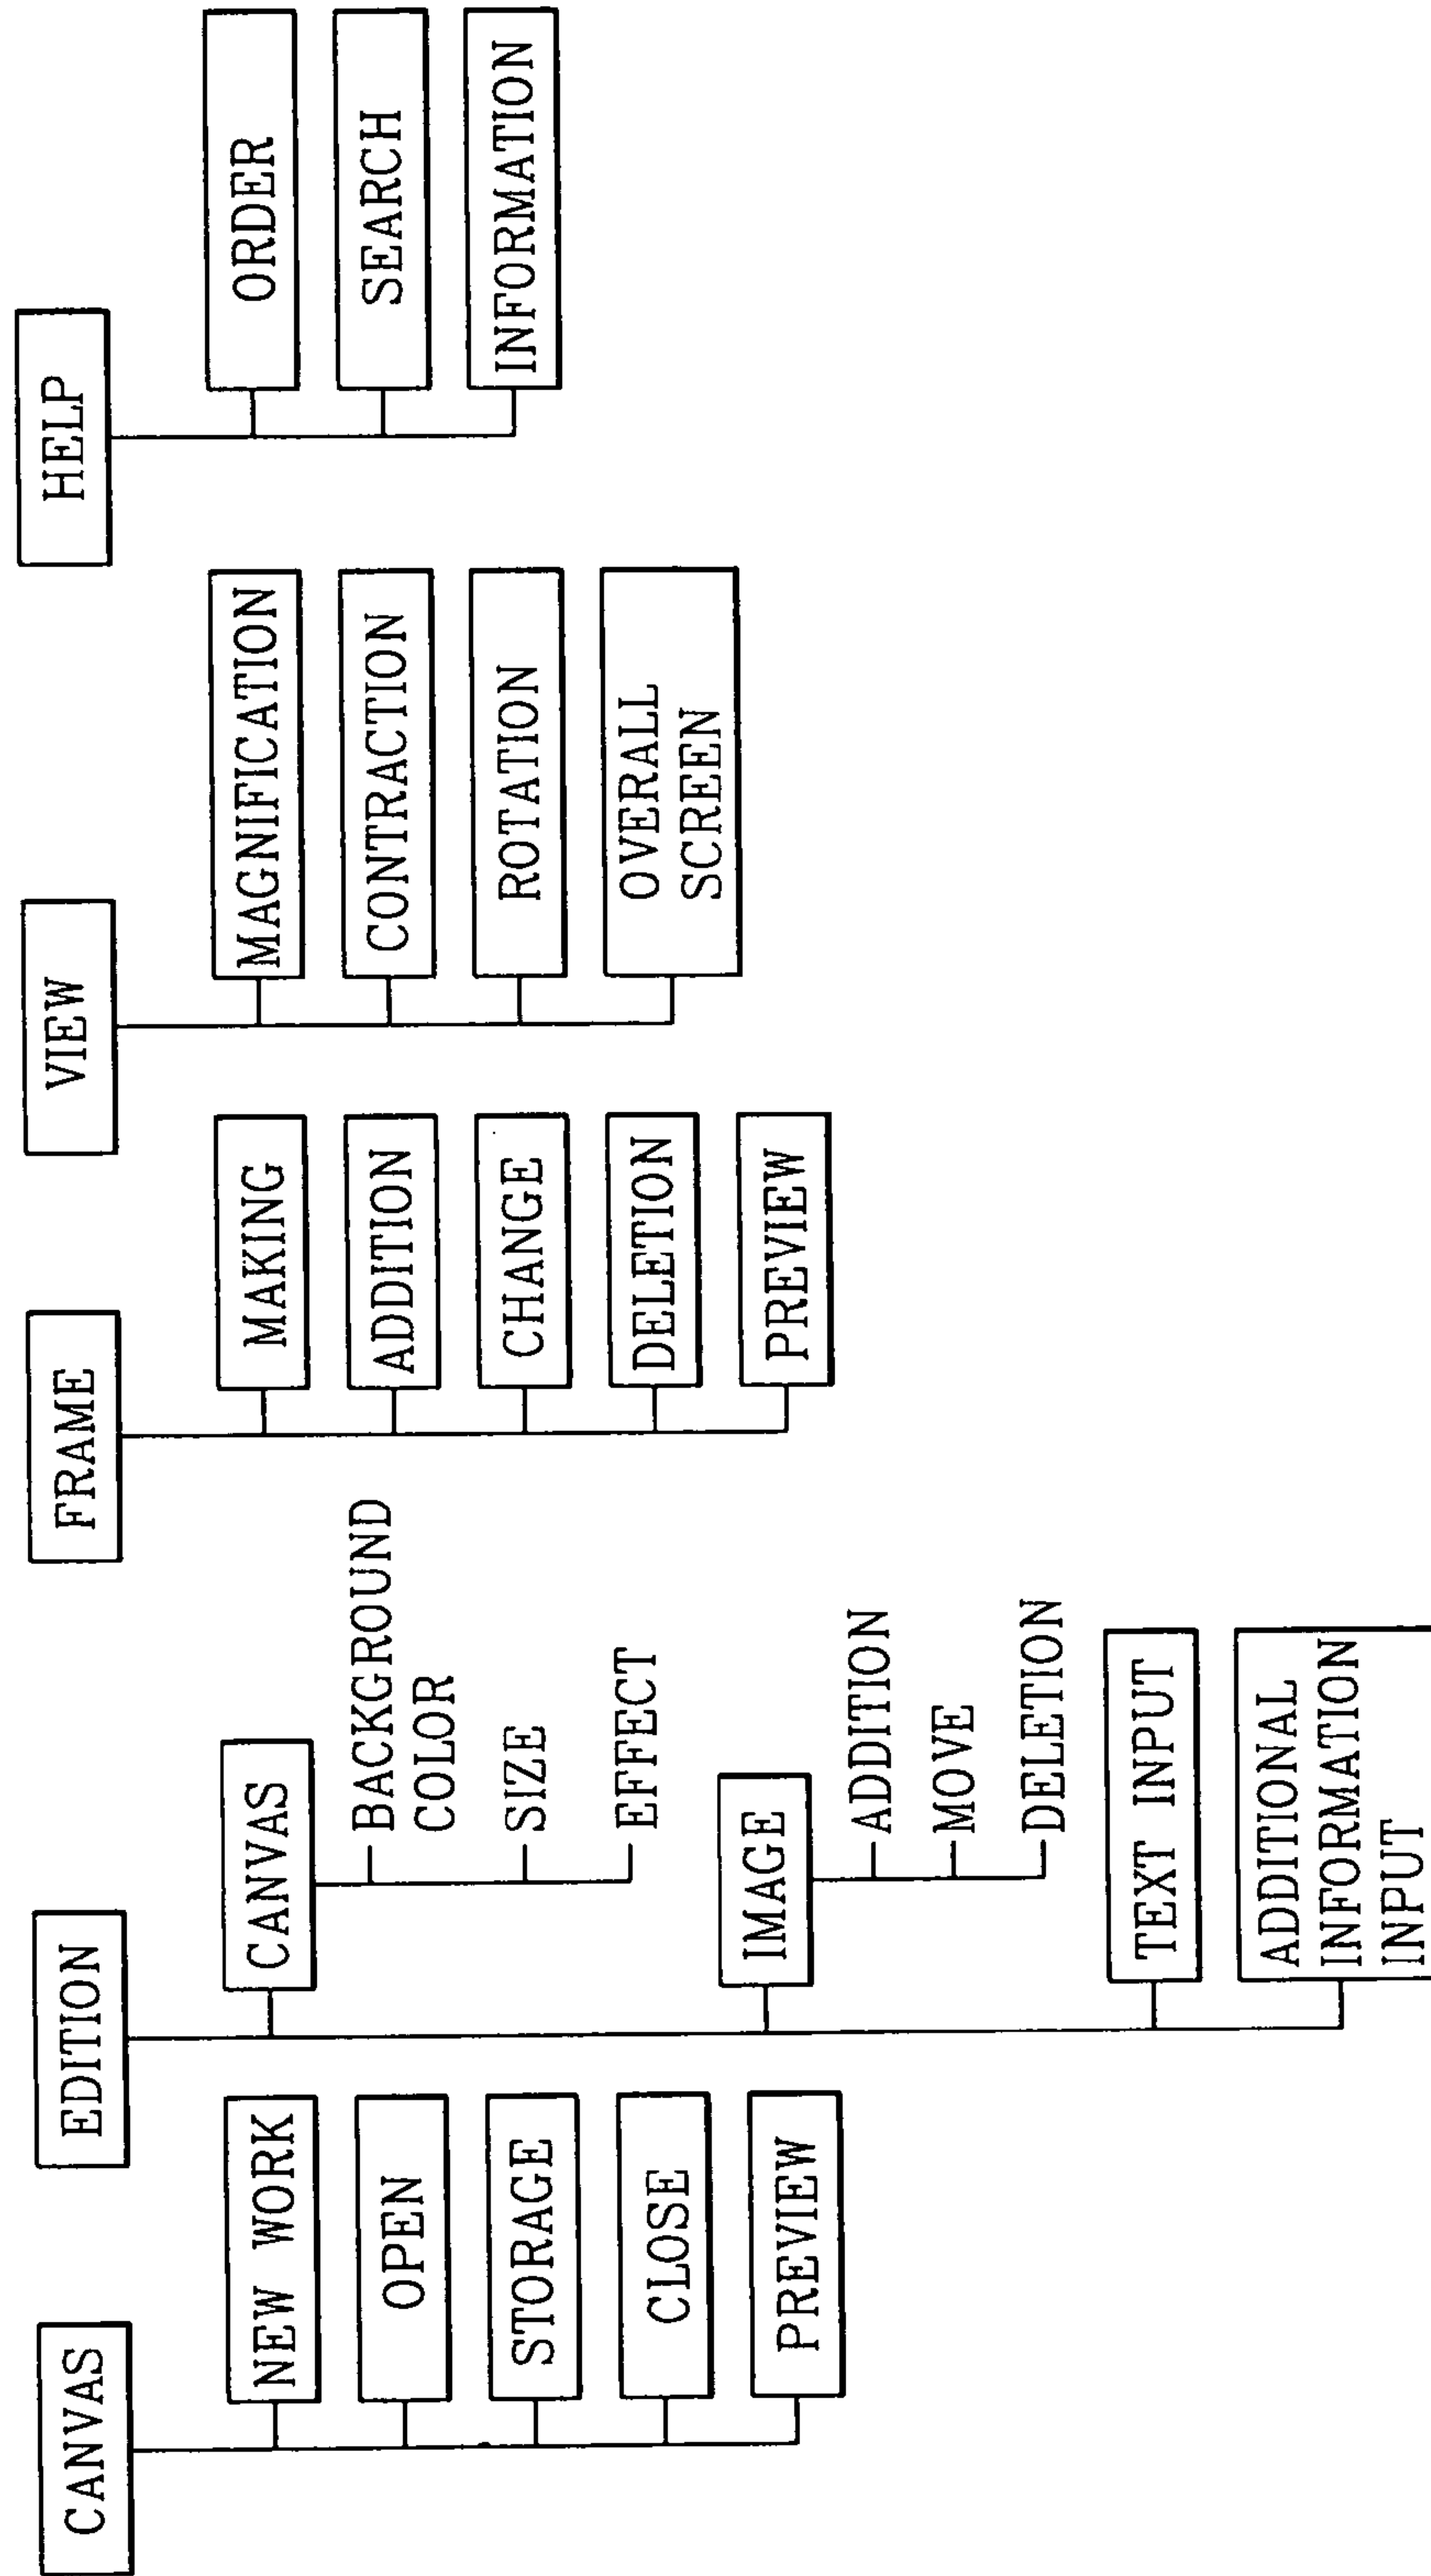 CANVAS
NEW WORK
OPEN
STORAGE
CLOSE
PREVIEW
EDITION
CANVAS
BACKGROUND
COLOR
SIZE
EFFECT
IMAGE
ADDITION
MOVE
DELETION
TEXT INPUT
ADDITIONAL
INFORMATION
INPUT
FRAME
MAKING
ADDITION
CHANGE
DELETION
PREVIEW
VIEW
MAGNIFICATION
CONTRACTION
ROTATION
OVERALL
SCREEN
HELP
ORDER
SEARCH
INFORMATION